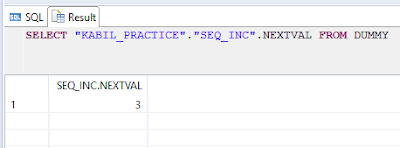 SQL Result
SELECT "KABIL_PRACTICE"."SEQ_INC".NEXTVAL FROM DUMMY
SEQ_INC.NEXTVAL
1 3